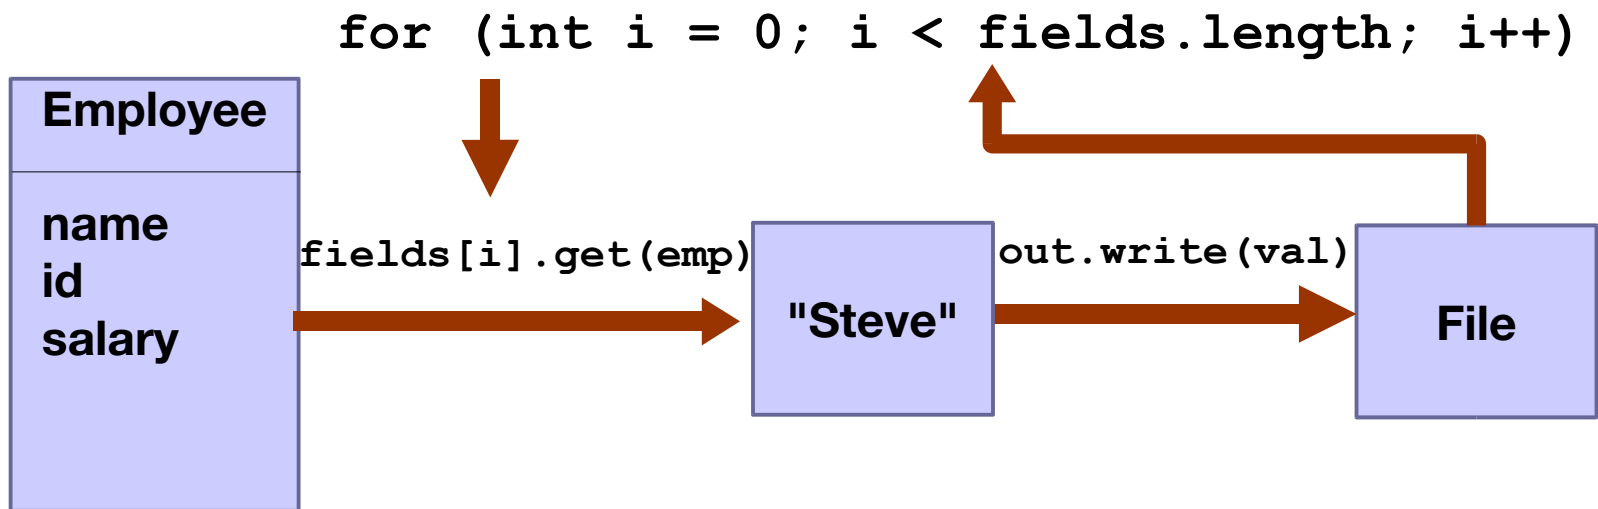 for (int i = 0; i < fields.length; i++)
Employee
name
id
salary
fields[i].get(emp)
"Steve"
out.write(val)
File